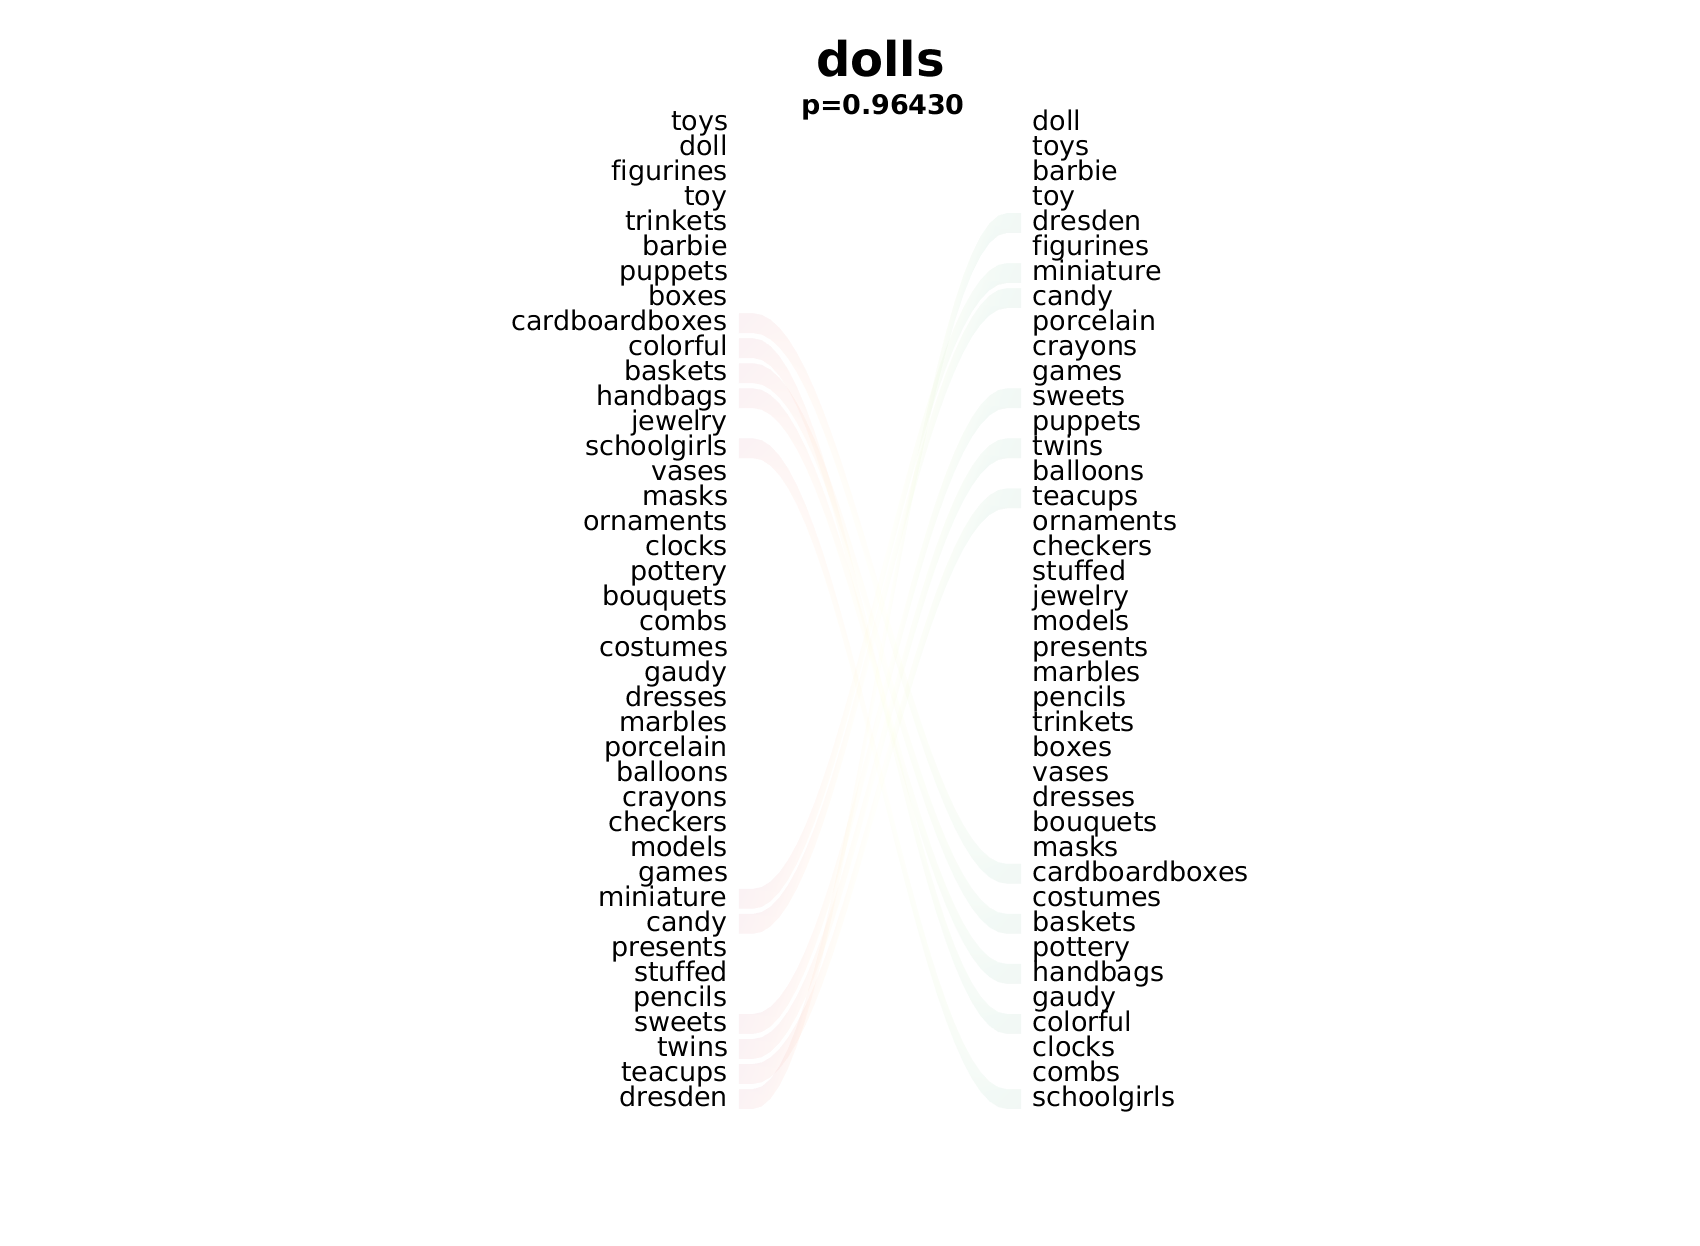 dolls
p=0.96430
toys doll
doll toys
figurines barbie
toy toy
trinkets dresden
barbie figurines
puppets miniature
boxes candy
cardboardboxes porcelain
colorful crayons
baskets games
handbags sweets
jewelry puppets
schoolgirls twins
vases balloons
masks teacups
ornaments ornaments
clocks checkers
pottery stuffed
bouquets jewelry
combs models
costumes presents
gaudy marbles
dresses pencils
marbles trinkets
porcelain boxes
balloons vases
crayons dresses
checkers bouquets
models masks
games cardboardboxes
miniature costumes
candy baskets
presents pottery
stuffed handbags
pencils gaudy
sweets colorful
twins clocks
teacups combs
dresden schoolgirls